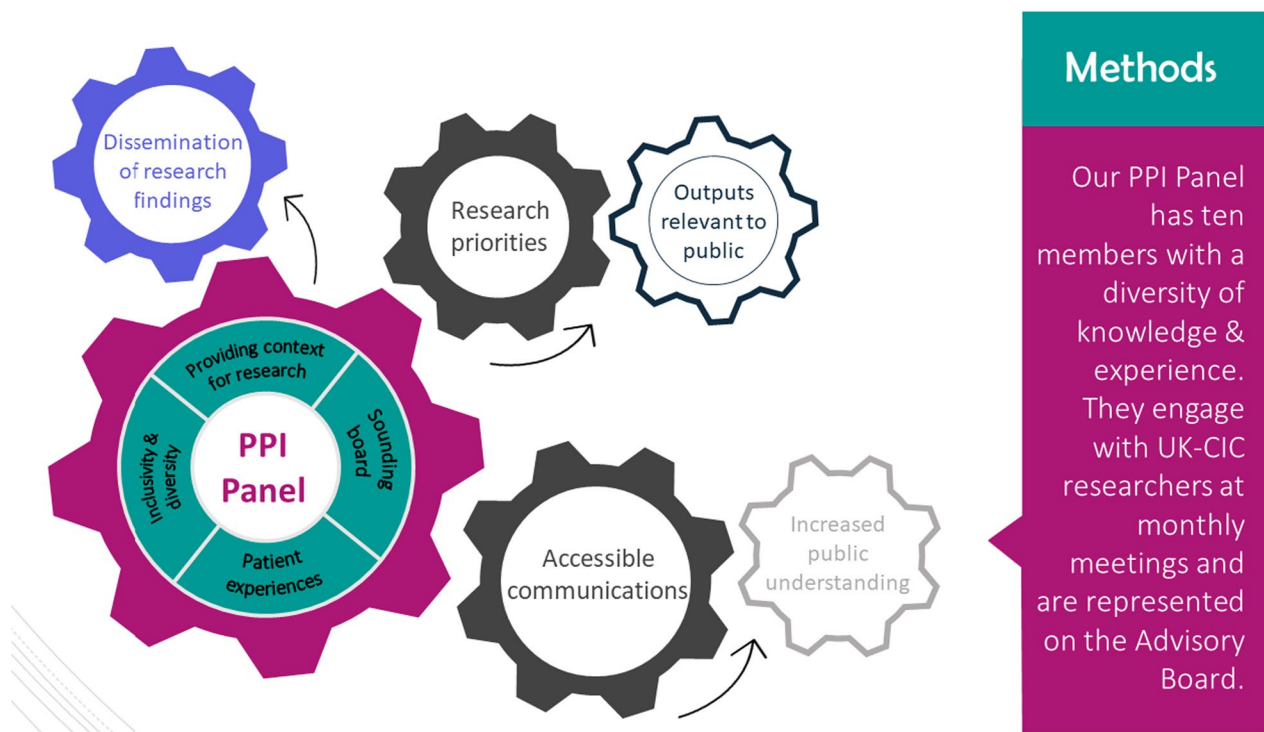 Dissemination
of research
findings
Research
priorities
Outputs
relevant to
public
Providing context
for research
Sounding
board
Inclusivity &
diversity
Patient
experiences
PPI
Panel
Accessible
communications
Increased
public
understanding
Methods
Our PPI Panel
has ten
members with a
diversity of
knowledge &
experience.
They engage
with UK-CIC
researchers at
monthly
meetings and
are represented
on the Advisory
Board.